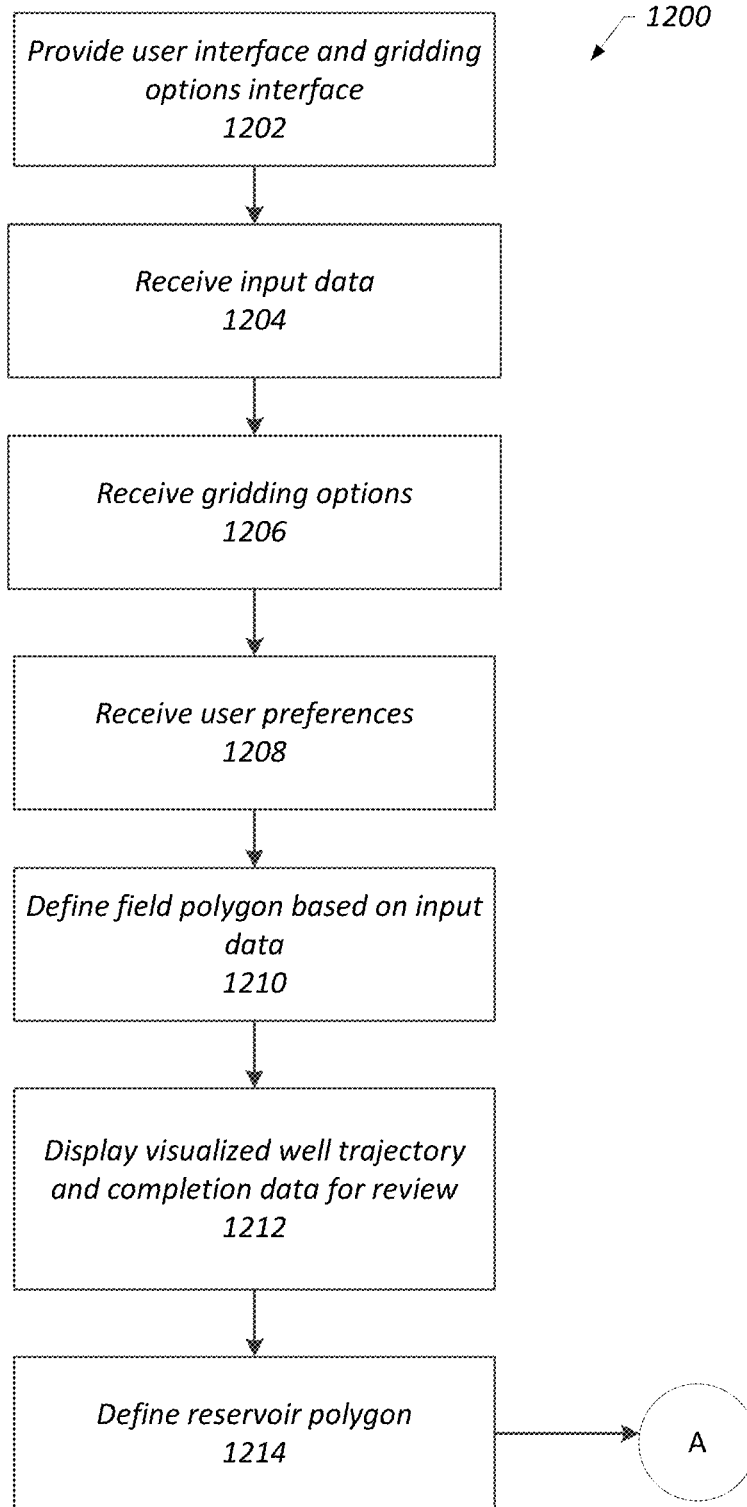 1200
Provide user interface and gridding
options interface
1202
Receive input data
1204
Receive gridding options
1206
Receive user preferences
1208
Define field polygon based on input
data
1210
Display visualized well trajectory
and completion data for review
1212
Define reservoir polygon
1214
A